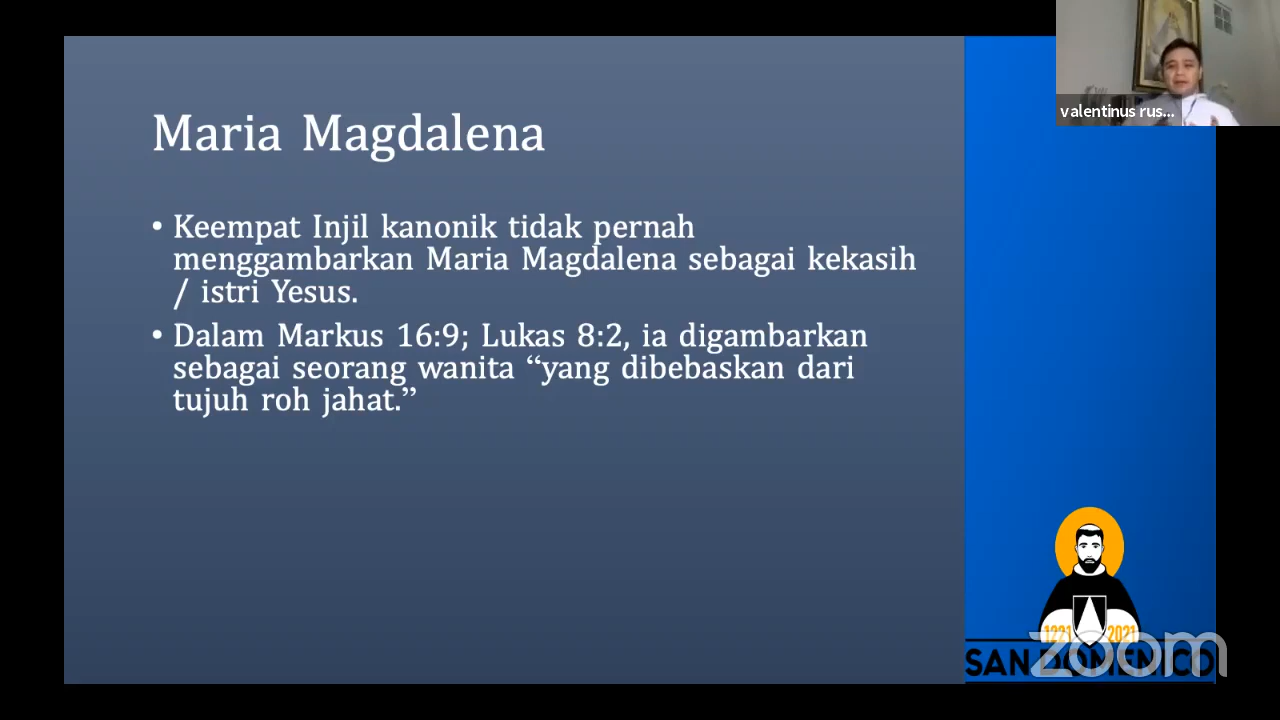 valentinus rus...
Maria Magdalena
• Keempat Injil kanonik tidak pernah
menggambarkan Maria Magdalena sebagai kekasih
/ istri Yesus.
• Dalam Markus 16:9; Lukas 8:2, ia digambarkan
sebagai seorang wanita “yang dibebaskan dari
tujuh roh jahat.”
1221 2021
SAN DOMENICO
zoom